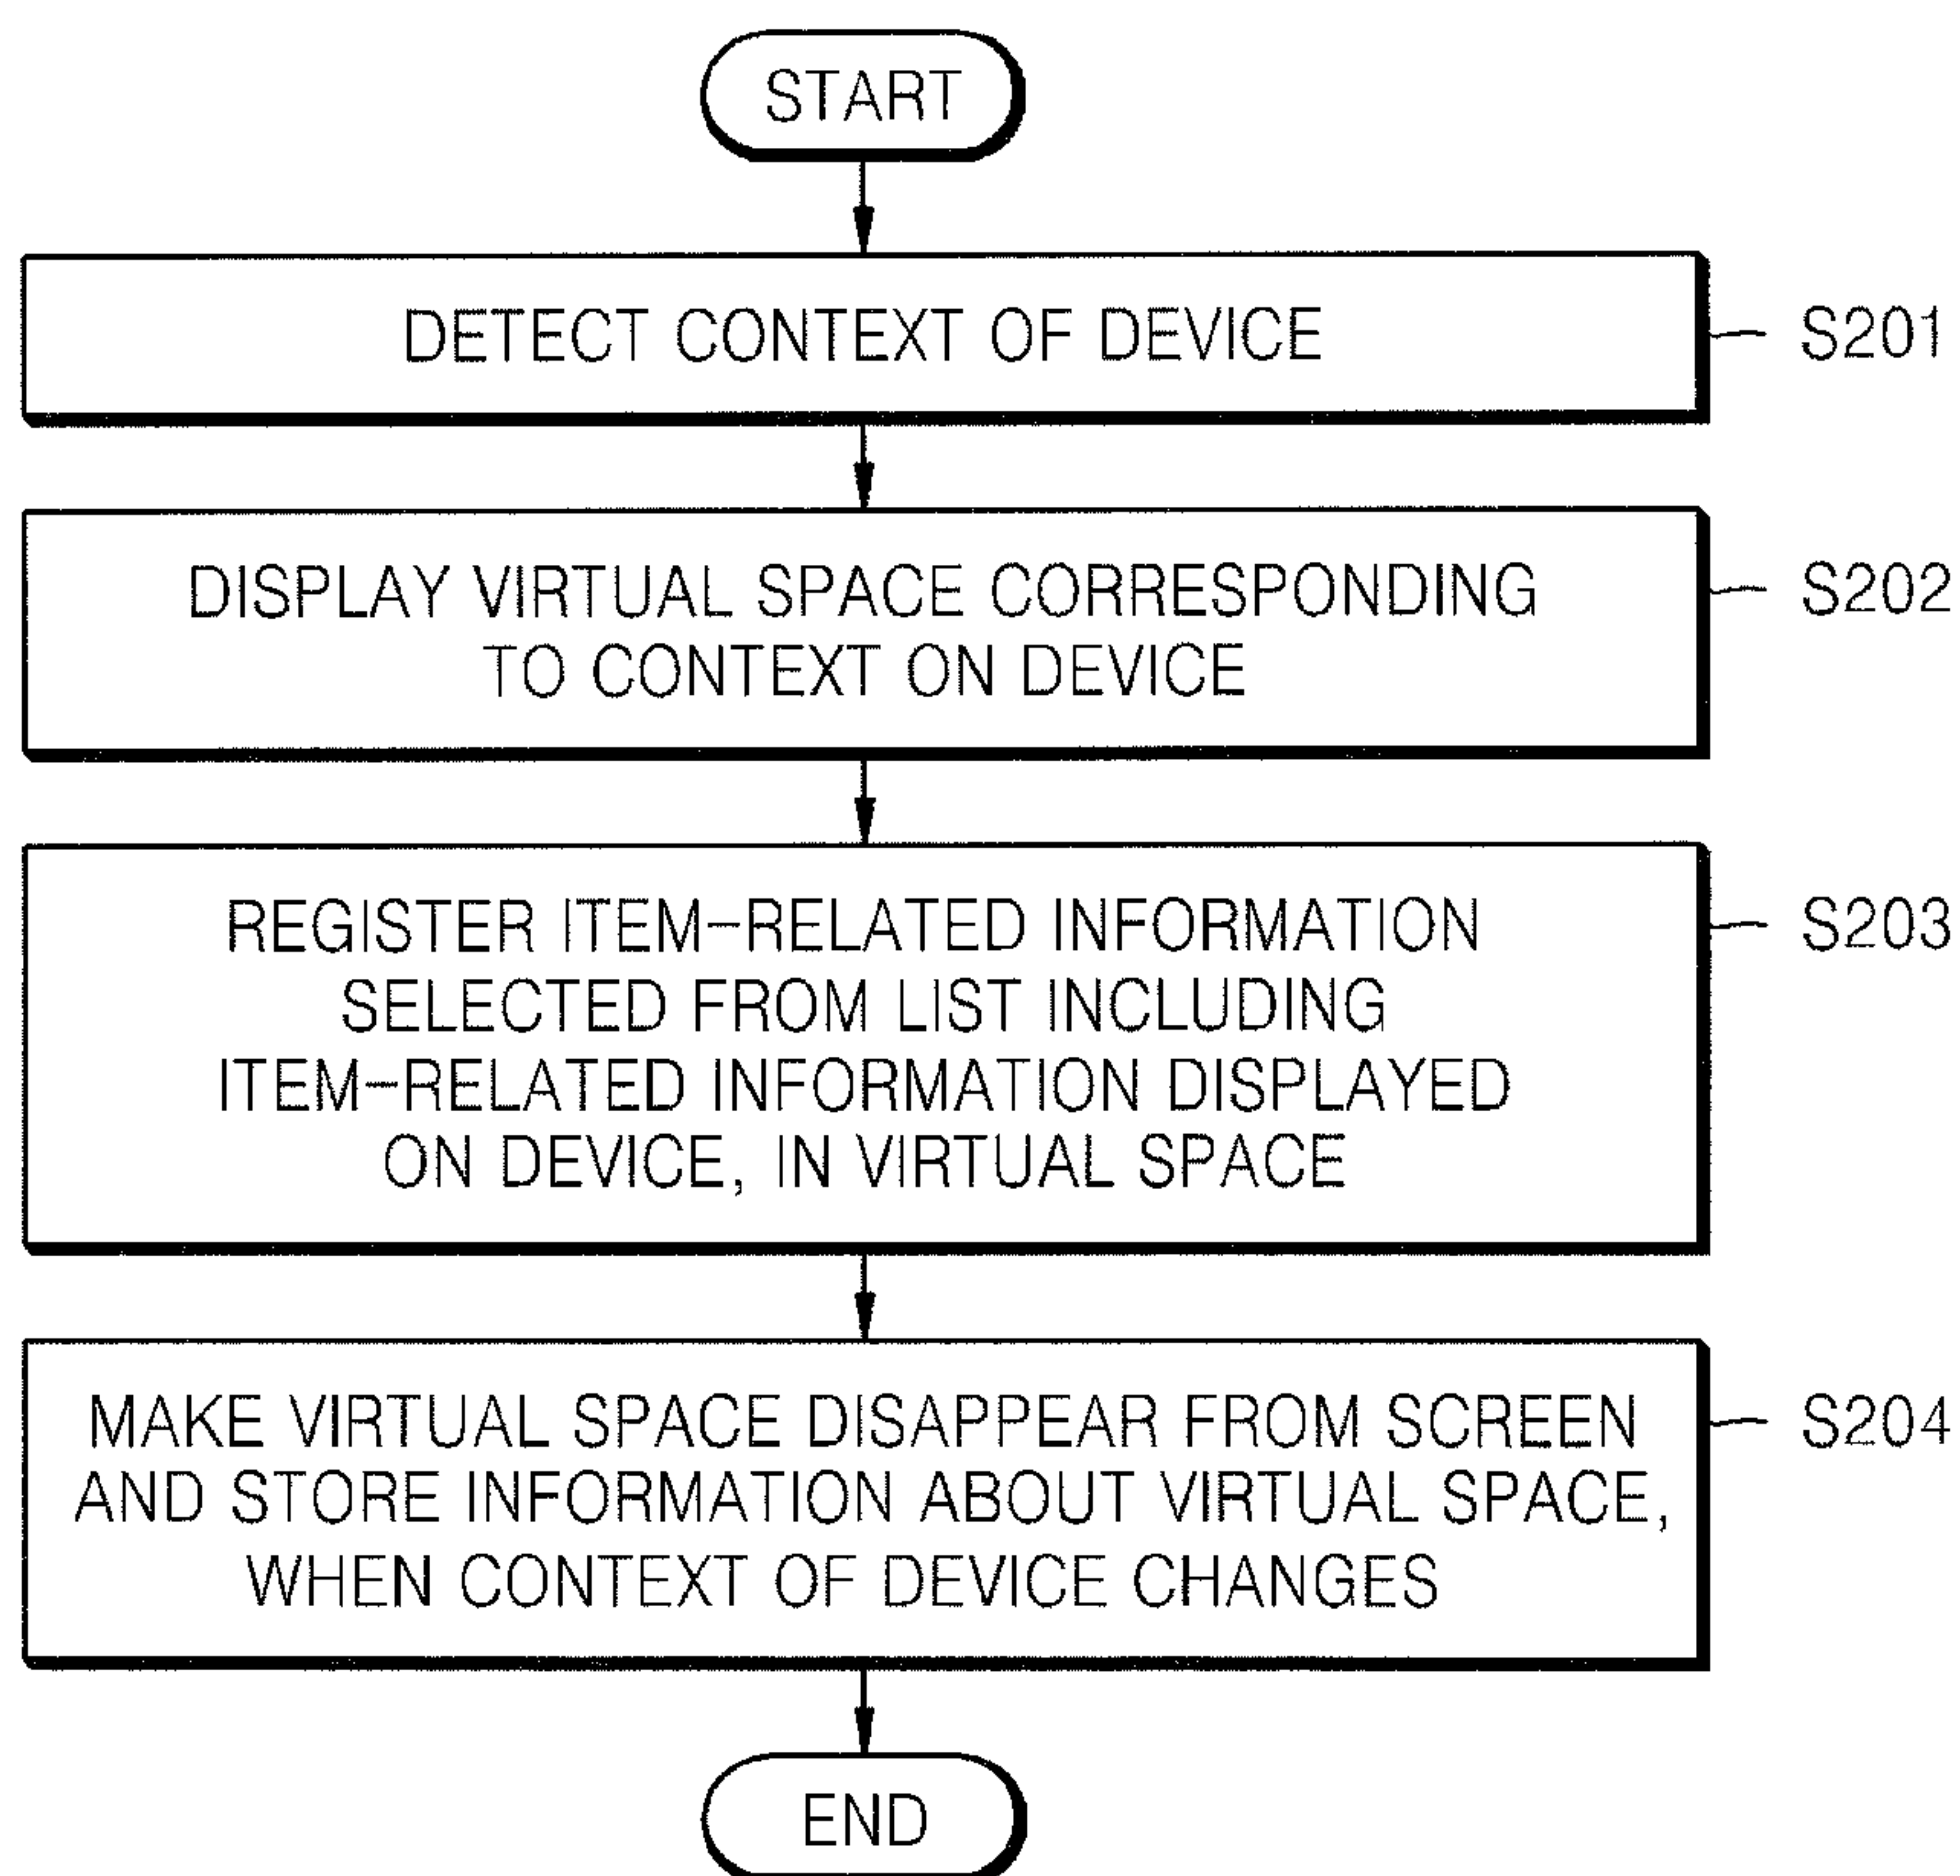 START
DETECT CONTEXT OF DEVICE
S201
DISPLAY VIRTUAL SPACE CORRESPONDING
TO CONTEXT ON DEVICE
S202
REGISTER ITEM-RELATED INFORMATION
SELECTED FROM LIST INCLUDING
ITEM-RELATED INFORMATION DISPLAYED
ON DEVICE, IN VIRTUAL SPACE
S203
MAKE VIRTUAL SPACE DISAPPEAR FROM SCREEN
AND STORE INFORMATION ABOUT VIRTUAL SPACE,
WHEN CONTEXT OF DEVICE CHANGES
S204
END